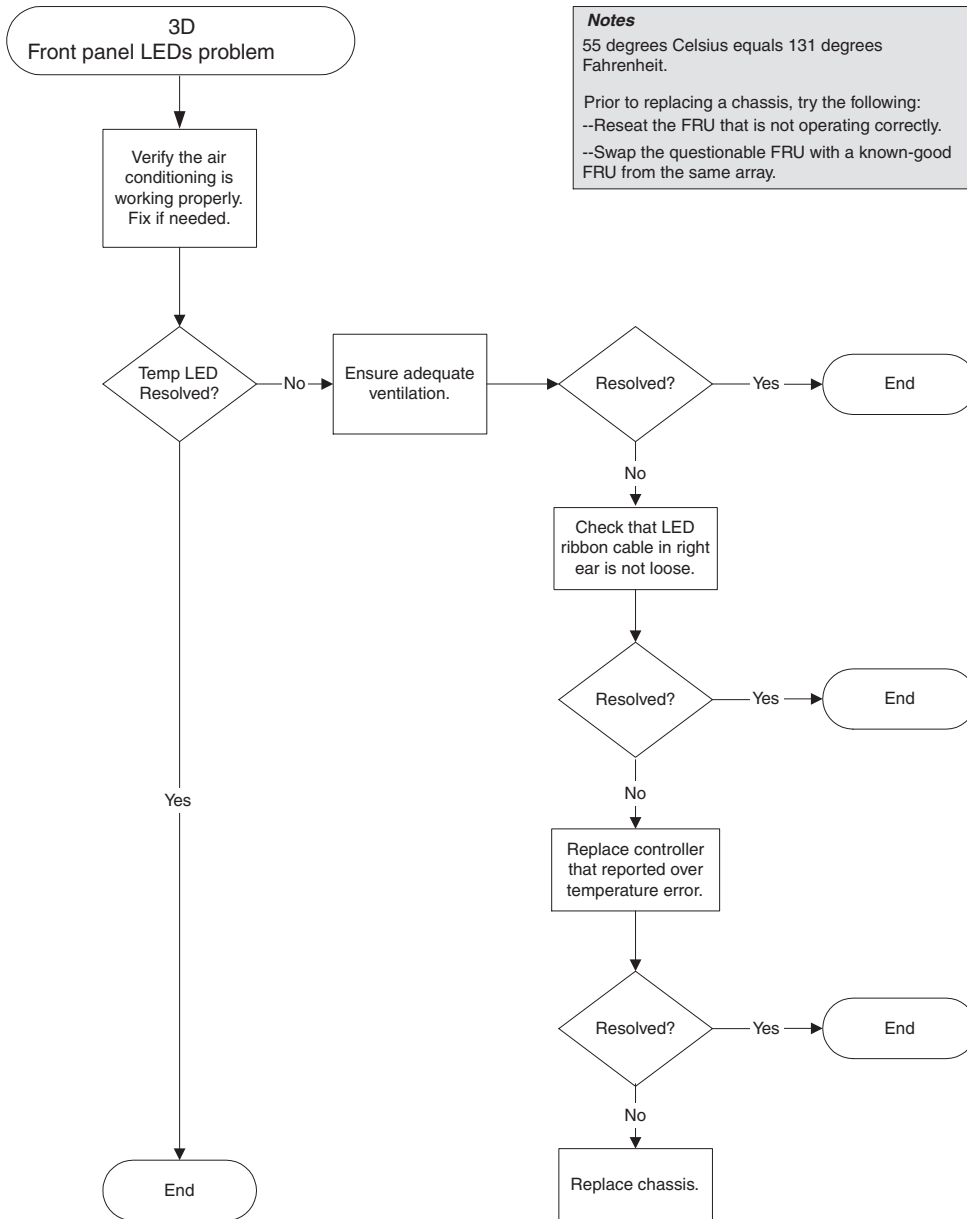 3D
Front panel LEDs problem
Notes
55 degrees Celsius equals 131 degrees
Fahrenheit.
Prior to replacing a chassis, try the following:
--Reseat the FRU that is not operating correctly.
--Swap the questionable FRU with a known-good
FRU from the same array.
Verify the air
conditioning is
working properly.
Fix if needed.
Temp LED
Resolved?
No
Ensure adequate
ventilation.
Resolved?
Yes
End
No
Check that LED
ribbon cable in right
ear is not loose.
Resolved?
Yes
End
No
Yes
Replace controller
that reported over
temperature error.
Resolved?
Yes
End
No
End
Replace chassis.